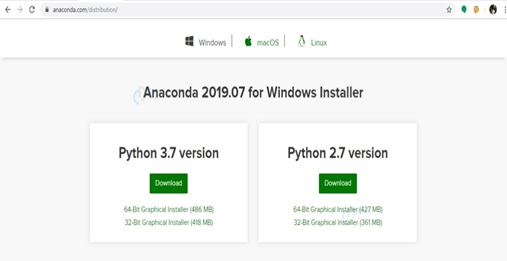 anaconda.com/distribution/
Windows macOS Linux
Anaconda 2019.07 for Windows Installer
Python 3.7 version
Download
64-Bit Graphical Installer (486 MB)
32-Bit Graphical Installer (418 MB)
Python 2.7 version
Download
64-Bit Graphical Installer (427 MB)
32-Bit Graphical Installer (361 MB)